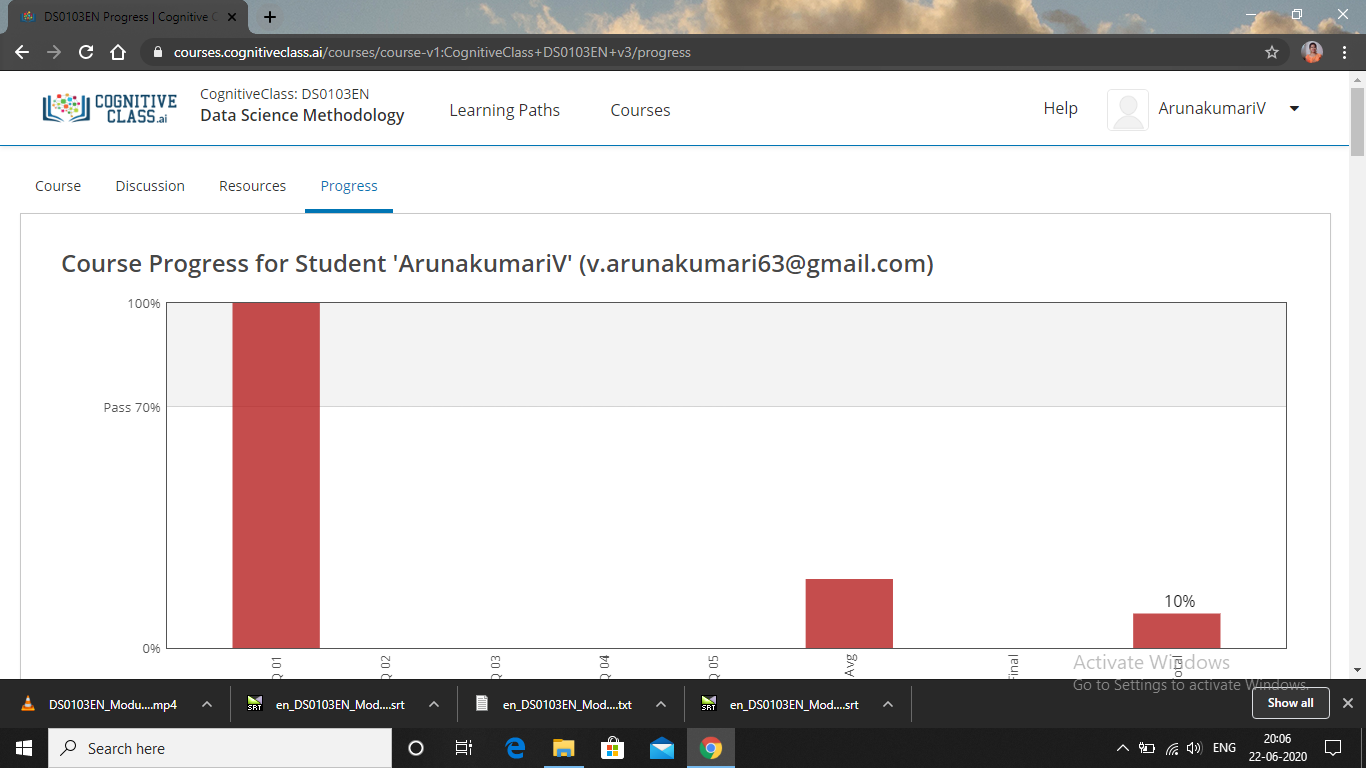 DS0103EN Progress | Cognitive C
courses.cognitiveclass.ai/courses/course-v1:CognitiveClass+DS0103EN+v3/progress
COGNITIVE
CLASS.ai
CognitiveClass: DS0103EN
Data Science Methodology
Learning Paths
Courses
Help
ArunakumariV
Course
Discussion
Resources
Progress
Course Progress for Student 'ArunakumariV' (v.arunakumari63@gmail.com)
100%
Pass 70%
0%
10%
Q 01
Q 02
Q 03
Q 04
Q 05
Avg
Final
otal
Activate Windows
Go to Settings to activate Windows.
DS0103EN_Modu....mp4
en_DS0103EN_Mod....srt
en_DS0103EN_Mod....txt
en_DS0103EN_Mod....srt
Show all
SRT
SRT
Search here
ENG
20:06
22-06-2020